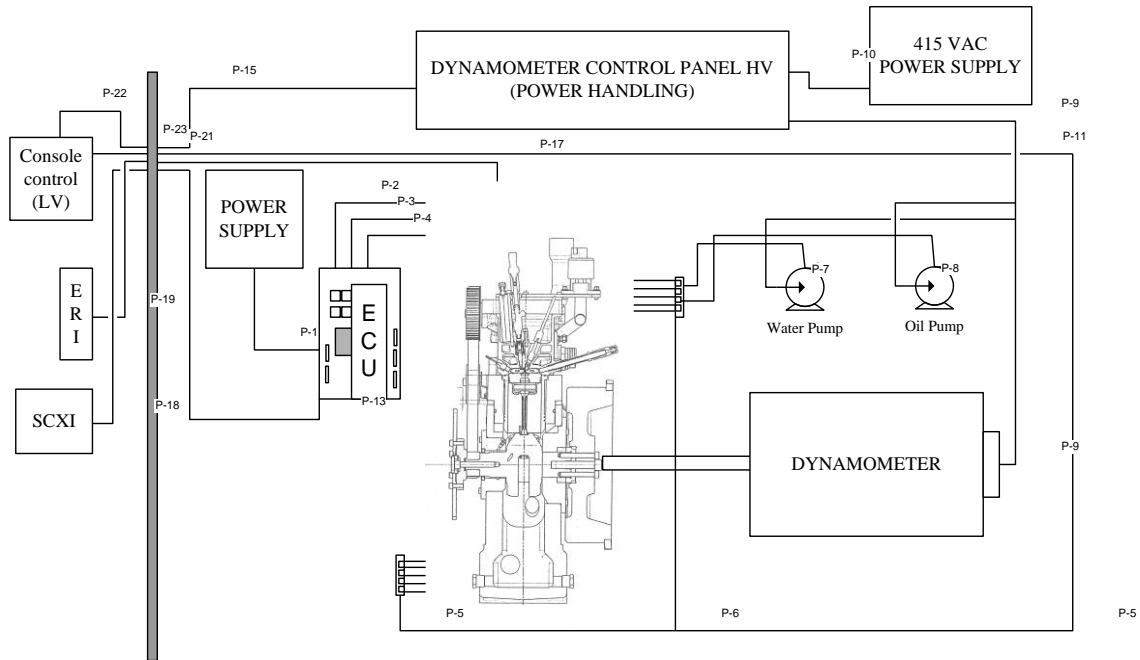 415 VAC
POWER SUPPLY
P-10
DYNAMOMETER CONTROL PANEL HV
(POWER HANDLING)
P-15
P-22
P-9
P-23
P-21
P-17
P-11
Console
control
(LV)
POWER
SUPPLY
P-2
P-3
P-4
P-7
P-8
Water Pump
Oil Pump
E
R
I
P-19
P-1
E
C
U
P-13
SCXI
P-18
DYNAMOMETER
P-9
P-5
P-6
P-5